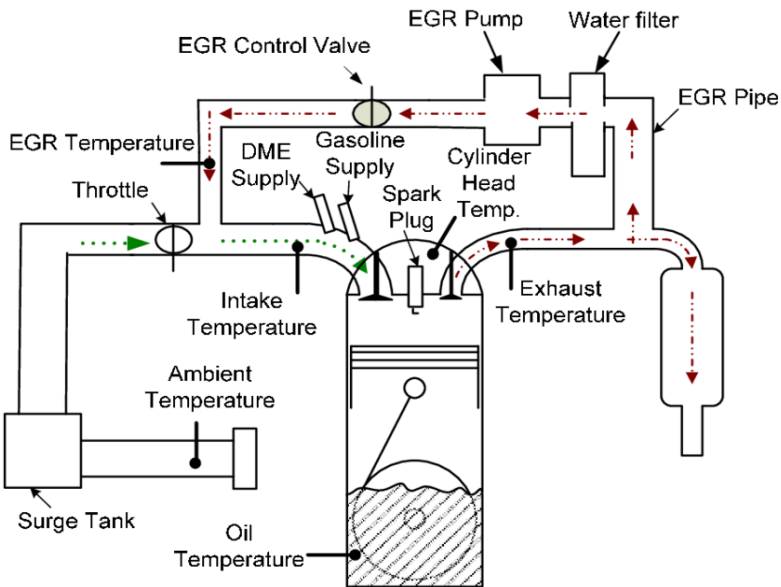 EGR Pump
Water filter
EGR Control Valve
EGR Pipe
EGR Temperature
Gasoline
Supply
DME
Supply
Cylinder
Head
Temp.
Spark
Plug
Throttle
Intake
Temperature
Exhaust
Temperature
Ambient
Temperature
Surge Tank
Oil
Temperature